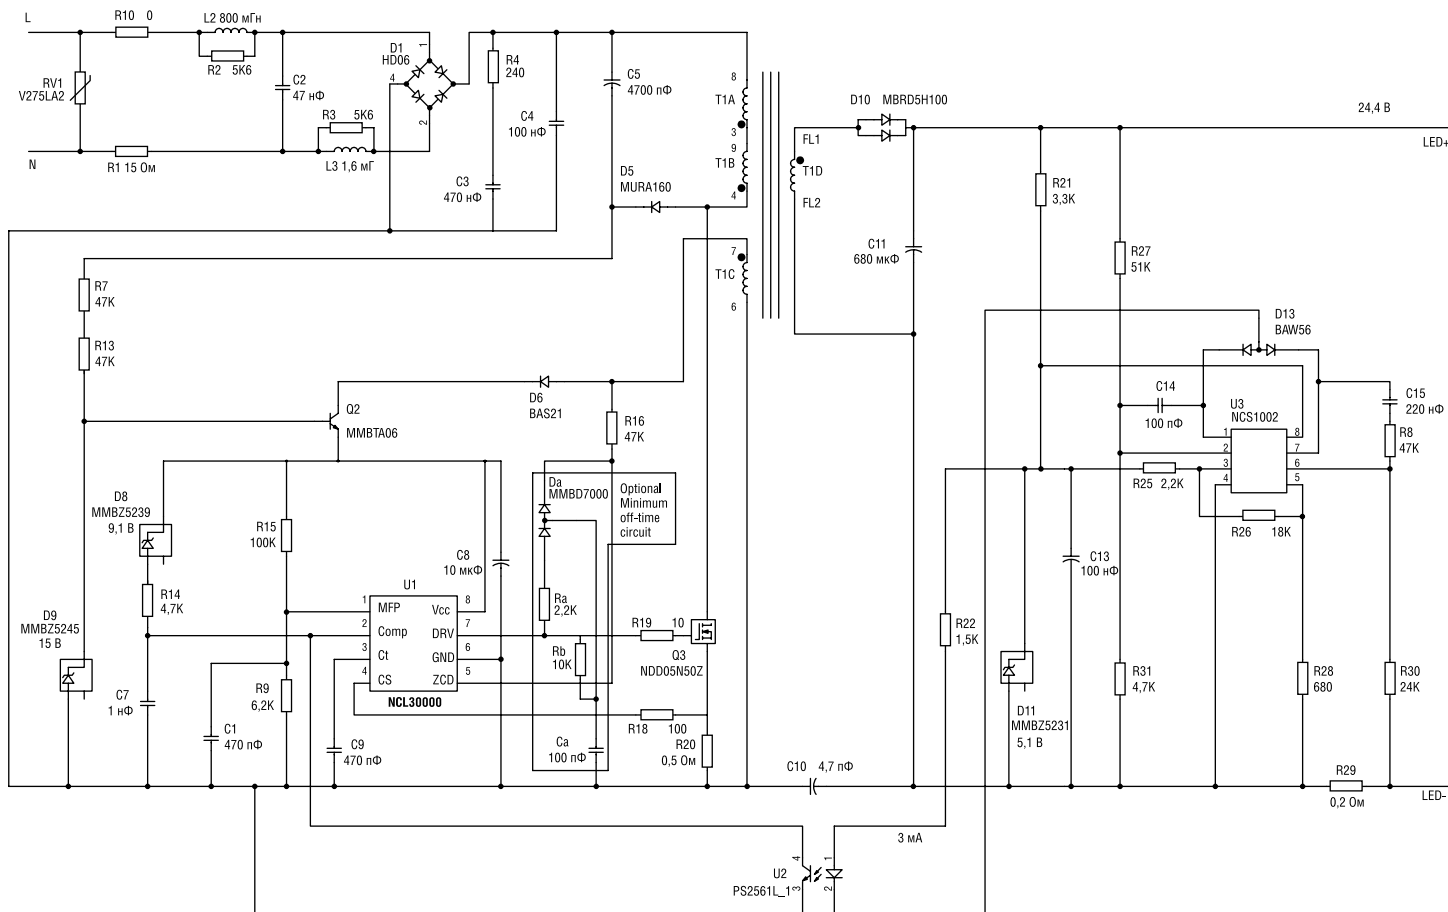 L
R10 0
L2 800 мГн
R2 5K6
RV1
V275LA2
C2
47 нФ
R3 5K6
L3 1,6 мГ
N
R1 15 Ом
D1
HD06
1
4
2
R4
240
C4
100 нФ
C3
470 нФ
C5
4700 пФ
D5
MURA160
8
T1A
3
9
T1B
4
7
T1C
6
FL1
T1D
FL2
D10 MBRD5H100
24,4 В
LED+
C11
680 мкФ
R21
3,3K
R27
51K
D13
BAW56
R7
47K
R13
47K
Q2
MMBTA06
D6
BAS21
R16
47K
C14
100 пФ
U3
NCS1002
1
2
3
4
8
7
6
5
C15
220 нФ
R8
47K
R25 2,2K
R26 18K
D8
MMBZ5239
9,1 В
R15
100K
C8
10 мкФ
Da
MMBD7000
Optional
Minimum
off-time
circuit
C13
100 нФ
R14
4,7K
U1
1
2
3
4
MFP
Comp
Ct
CS
Vcc
DRV
GND
ZCD
8
7
6
5
NCL30000
Ra
2,2K
Rb
10K
R19 10
Q3
NDD05N50Z
R22
1,5K
D9
MMBZ5245
15 В
C7
1 нФ
R9
6,2K
C1
470 пФ
C9
470 пФ
R18 100
Ca
100 пФ
R20
0,5 Ом
D11
MMBZ5231
5,1 В
R31
4,7K
R28
680
R30
24K
C10 4,7 пФ
R29
0,2 Ом
LED-
3 мА
U2
PS2561L_1
4
3
1
2